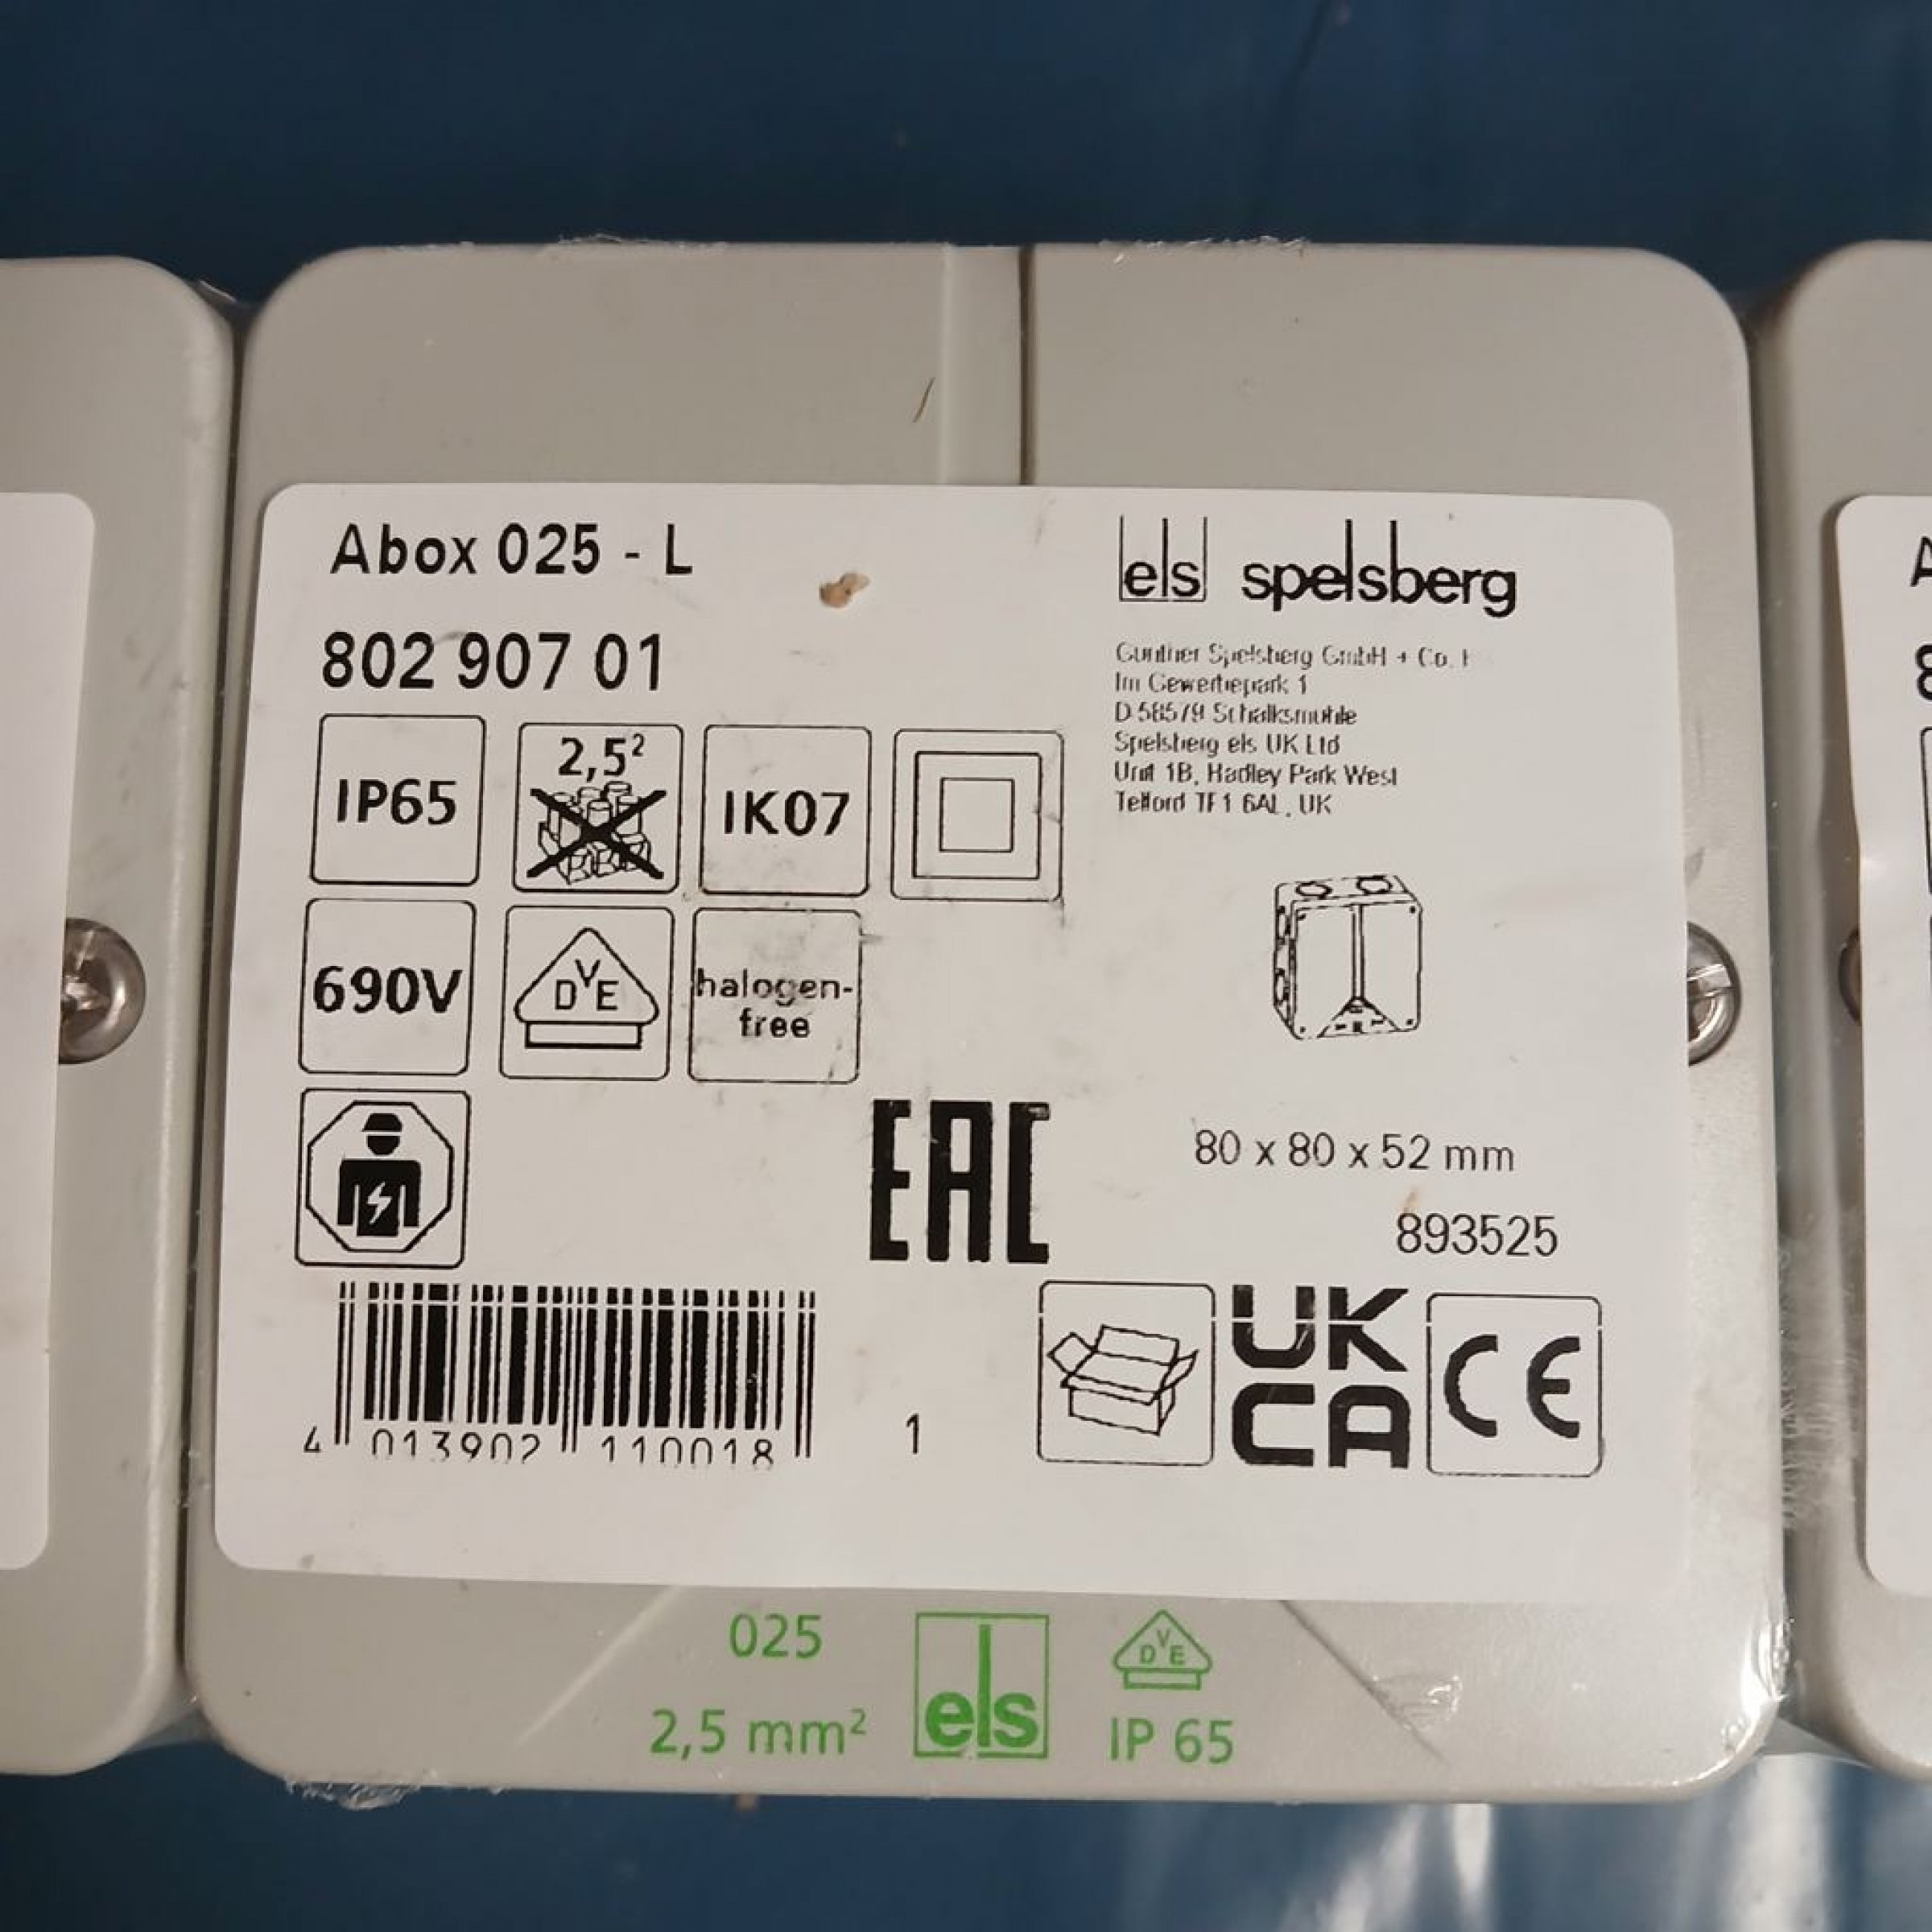 Abox 025 - L
802 907 01
els spelsberg
Gunther Spelsberg GmbH + Co.
Im Gewerbepark 1
D 58579 Schalksmühle
Spelsberg els UK Ltd
Unit 1B, Hadley Park West
Telford TF1 6AL, UK
IP65
2,5²
IK07
690V
DVE
halogen-
free
EAC
80 x 80 x 52 mm
893525
4 013902 110018
1
UK
CA
CE
025
2,5 mm²
els
DVE
IP 65
A
8